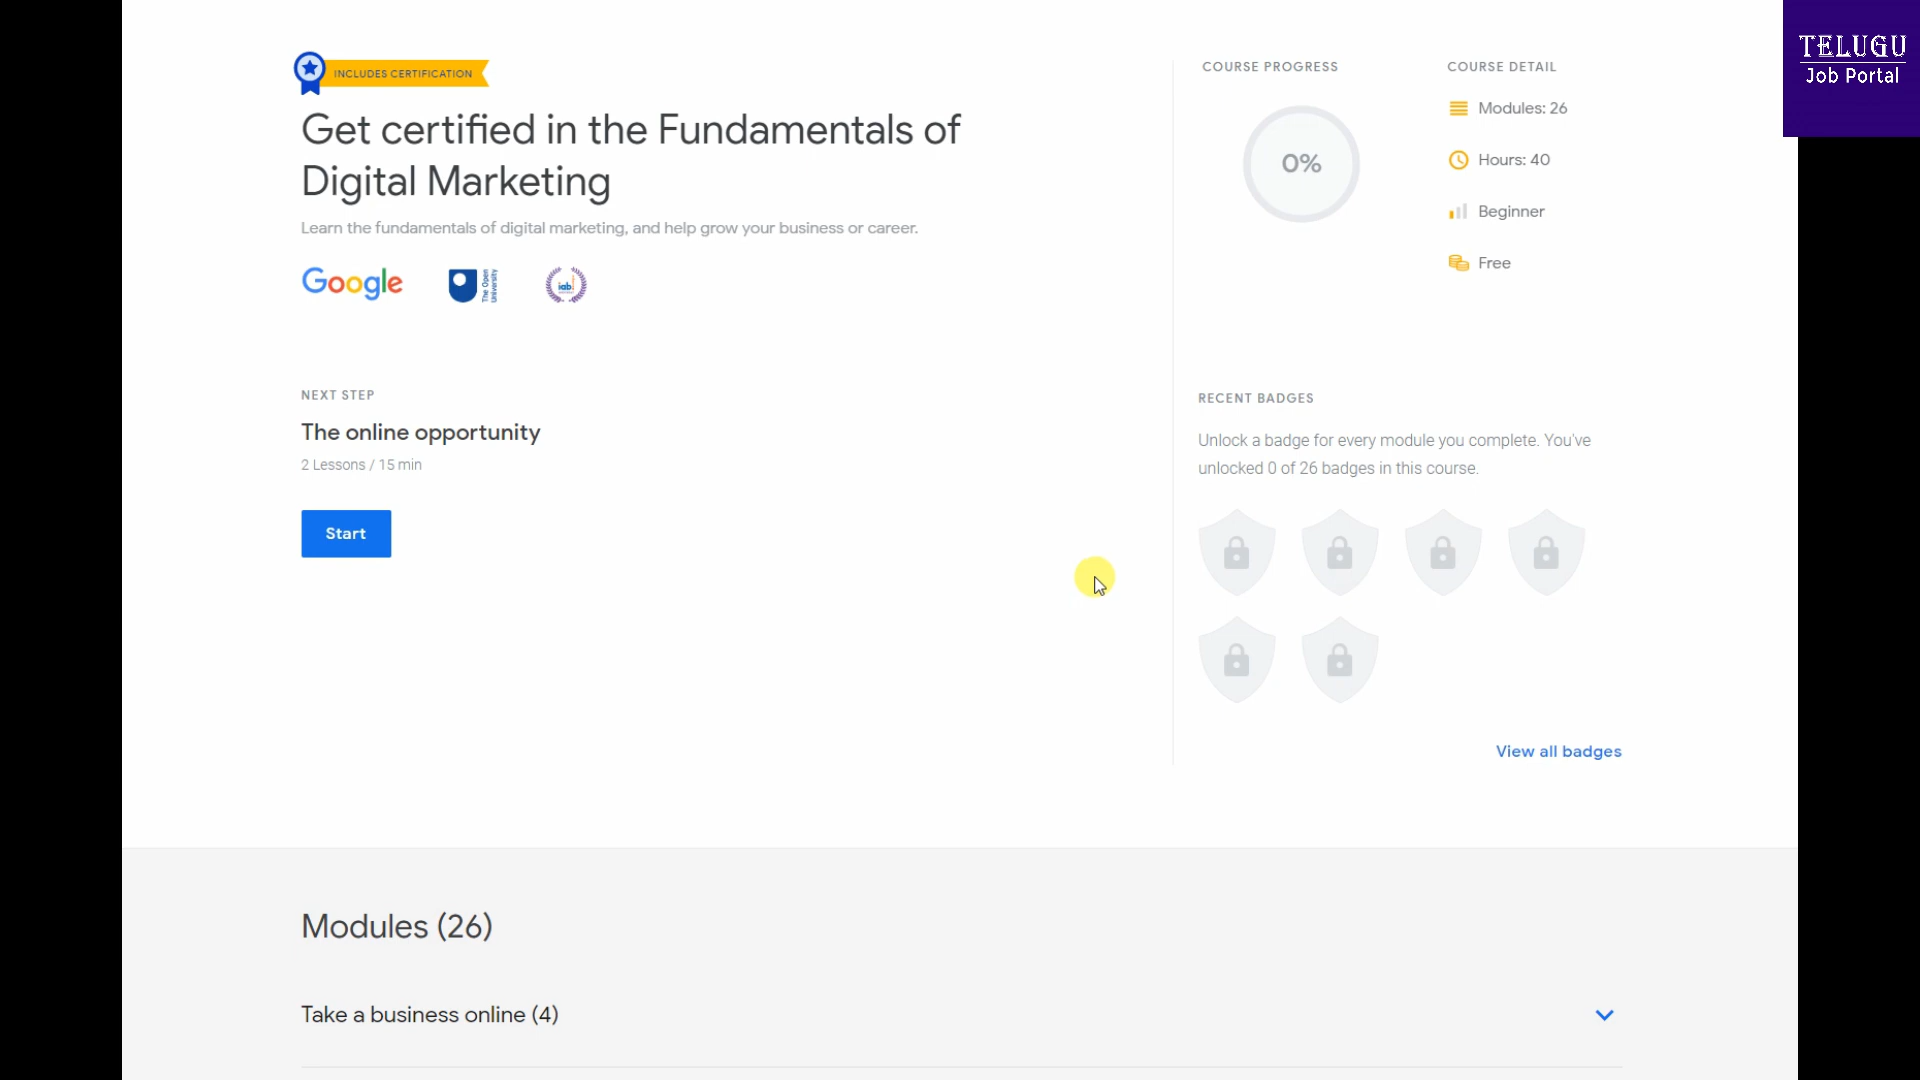 TELUGU
Job Portal
INCLUDES CERTIFICATION
Get certified in the Fundamentals of
Digital Marketing
Learn the fundamentals of digital marketing, and help grow your business or career.
Google
The Open
University
iab
NEXT STEP
The online opportunity
2 Lessons / 15 min
Start
COURSE PROGRESS
0%
COURSE DETAIL
Modules: 26
Hours: 40
Beginner
Free
RECENT BADGES
Unlock a badge for every module you complete. You've
unlocked 0 of 26 badges in this course.
View all badges
Modules (26)
Take a business online (4)